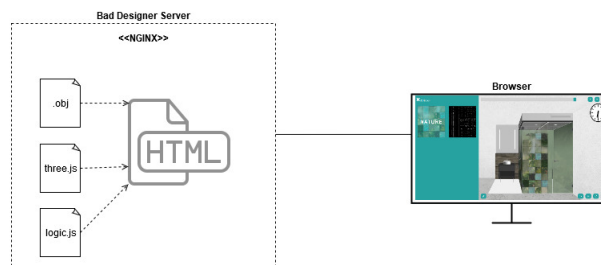 Bad Designer Server
<<NGINX>>
.obj
three.js
logic.js
HTML
Browser
NATURE